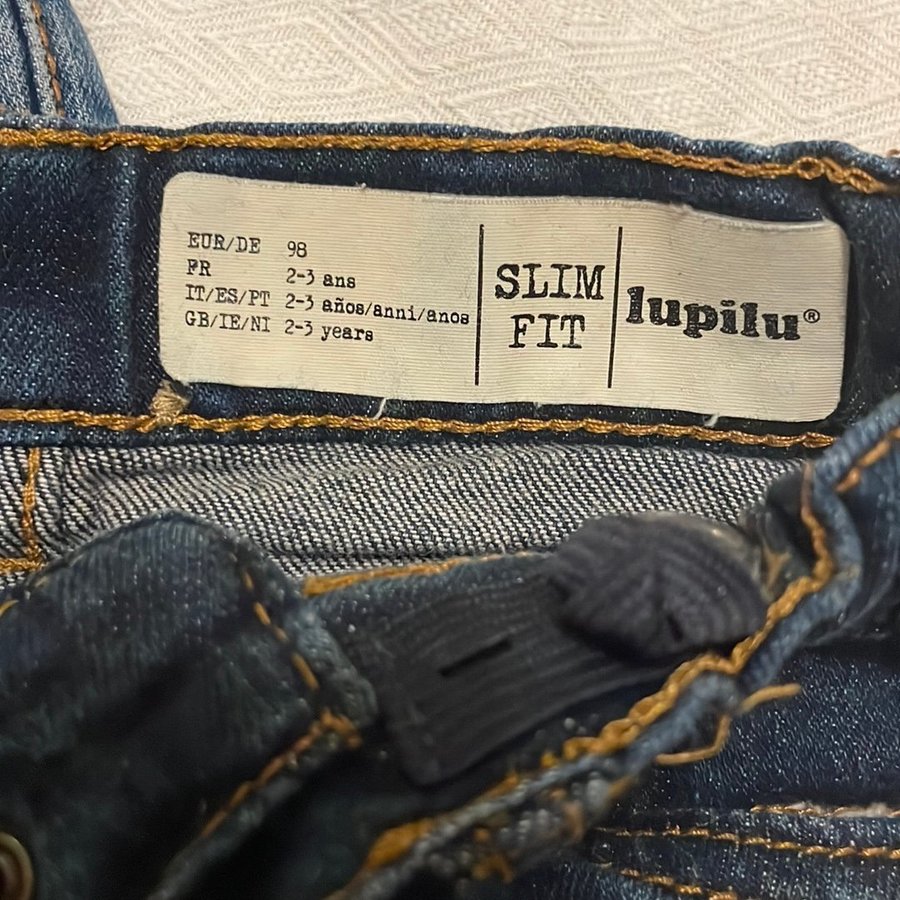 EUR/DE 98
FR 2-3 ans
IT/ES/PT 2-3 años/anni/anos
GB/IE/NI 2-3 years
SLIM
FIT
lupilu®